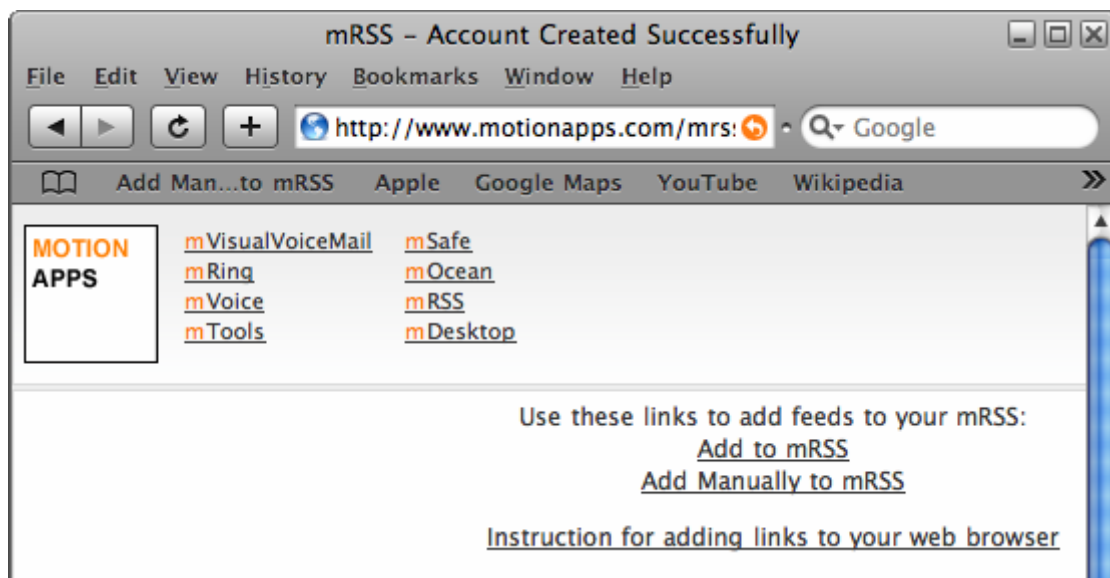 mRSS – Account Created Successfully
File Edit View History Bookmarks Window Help
http://www.motionapps.com/mrs Google
Add Man...to mRSS Apple Google Maps YouTube Wikipedia
MOTION
APPS
mVisualVoiceMail mSafe
mRing mOcean
mVoice mRSS
mTools mDesktop
Use these links to add feeds to your mRSS:
Add to mRSS
Add Manually to mRSS
Instruction for adding links to your web browser